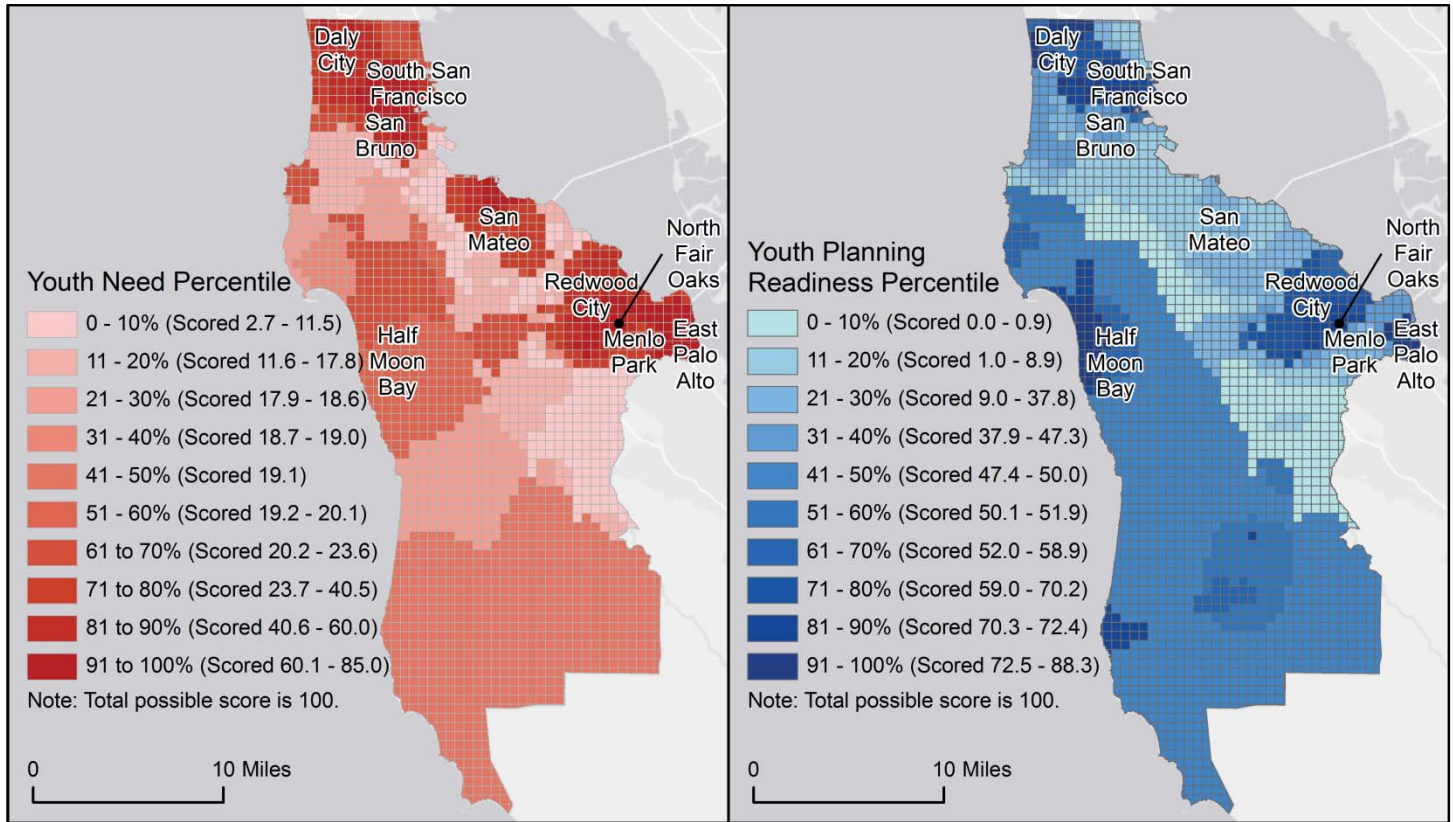 Daly
City
South San
Francisco
San
Bruno
San
Mateo
North
Fair
Oaks
Redwood
City
Menlo
Park
East
Palo
Alto
Half
Moon
Bay
Youth Need Percentile
0 - 10% (Scored 2.7 - 11.5)
11 - 20% (Scored 11.6 - 17.8)
21 - 30% (Scored 17.9 - 18.6)
31 - 40% (Scored 18.7 - 19.0)
41 - 50% (Scored 19.1)
51 - 60% (Scored 19.2 - 20.1)
61 to 70% (Scored 20.2 - 23.6)
71 to 80% (Scored 23.7 - 40.5)
81 to 90% (Scored 40.6 - 60.0)
91 to 100% (Scored 60.1 - 85.0)
Note: Total possible score is 100.
0 10 Miles
Daly
City
South San
Francisco
San
Bruno
San
Mateo
North
Fair
Oaks
Redwood
City
Menlo
Park
East
Palo
Alto
Half
Moon
Bay
Youth Planning
Readiness Percentile
0 - 10% (Scored 0.0 - 0.9)
11 - 20% (Scored 1.0 - 8.9)
21 - 30% (Scored 9.0 - 37.8)
31 - 40% (Scored 37.9 - 47.3)
41 - 50% (Scored 47.4 - 50.0)
51 - 60% (Scored 50.1 - 51.9)
61 - 70% (Scored 52.0 - 58.9)
71 - 80% (Scored 59.0 - 70.2)
81 - 90% (Scored 70.3 - 72.4)
91 - 100% (Scored 72.5 - 88.3)
Note: Total possible score is 100.
0 10 Miles